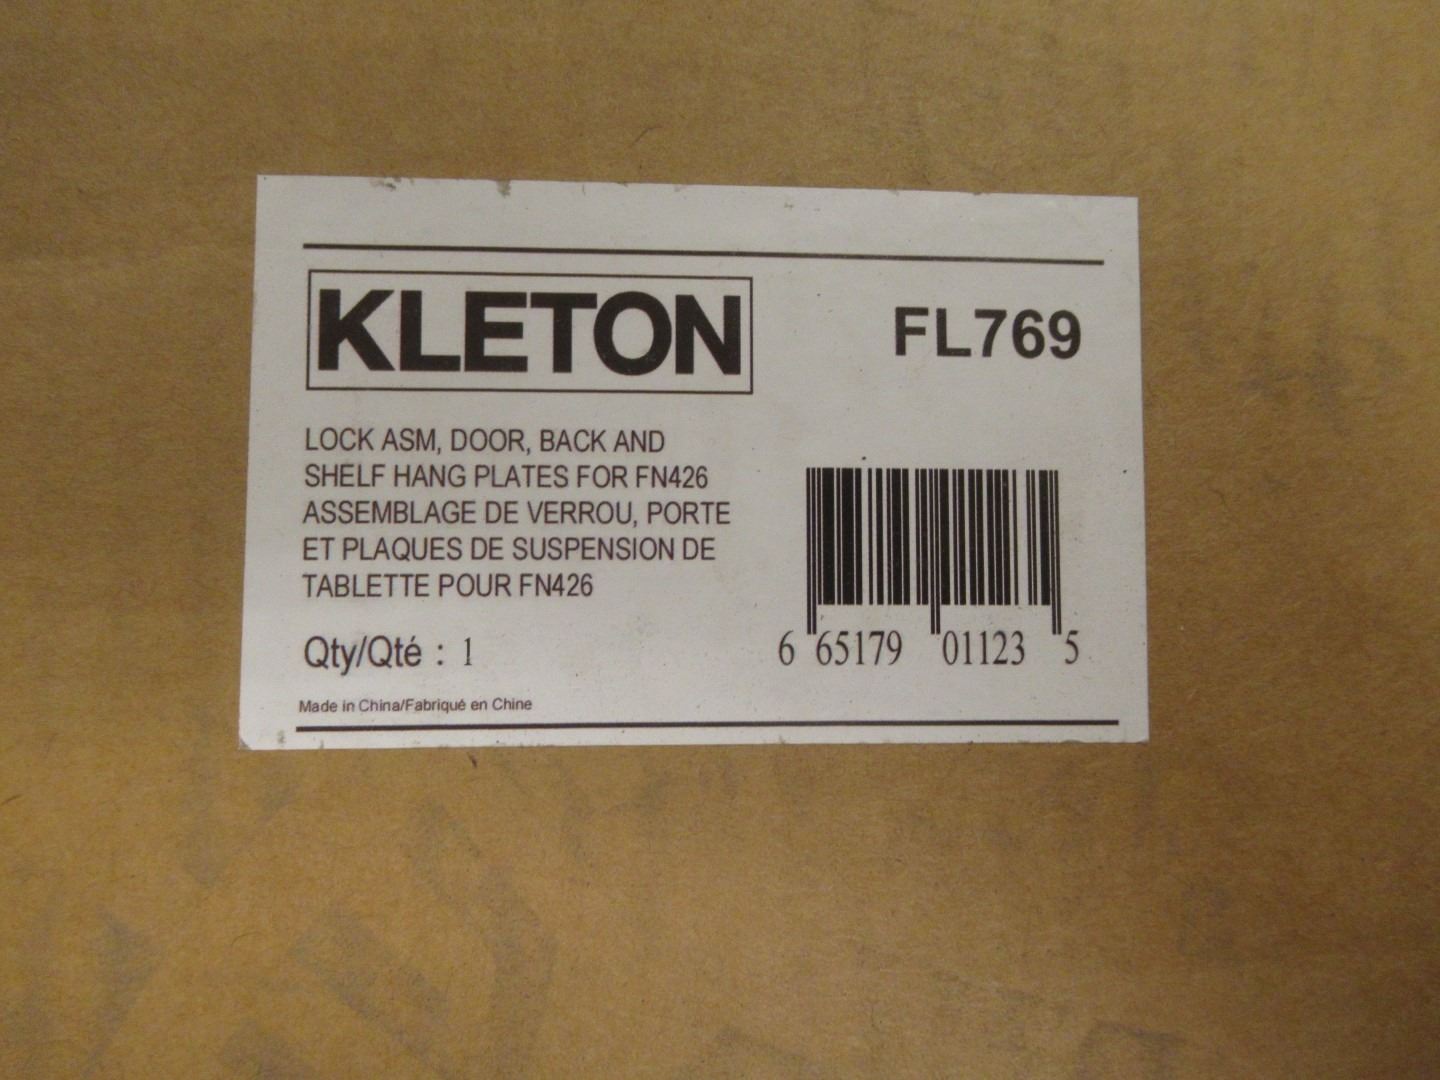 KLETON
FL769
LOCK ASM, DOOR, BACK AND
SHELF HANG PLATES FOR FN426
ASSEMBLAGE DE VERROU, PORTE
ET PLAQUES DE SUSPENSION DE
TABLETTE POUR FN426
Qty/Qté : 1
6 65179 01123 5
Made in China/Fabriqué en Chine